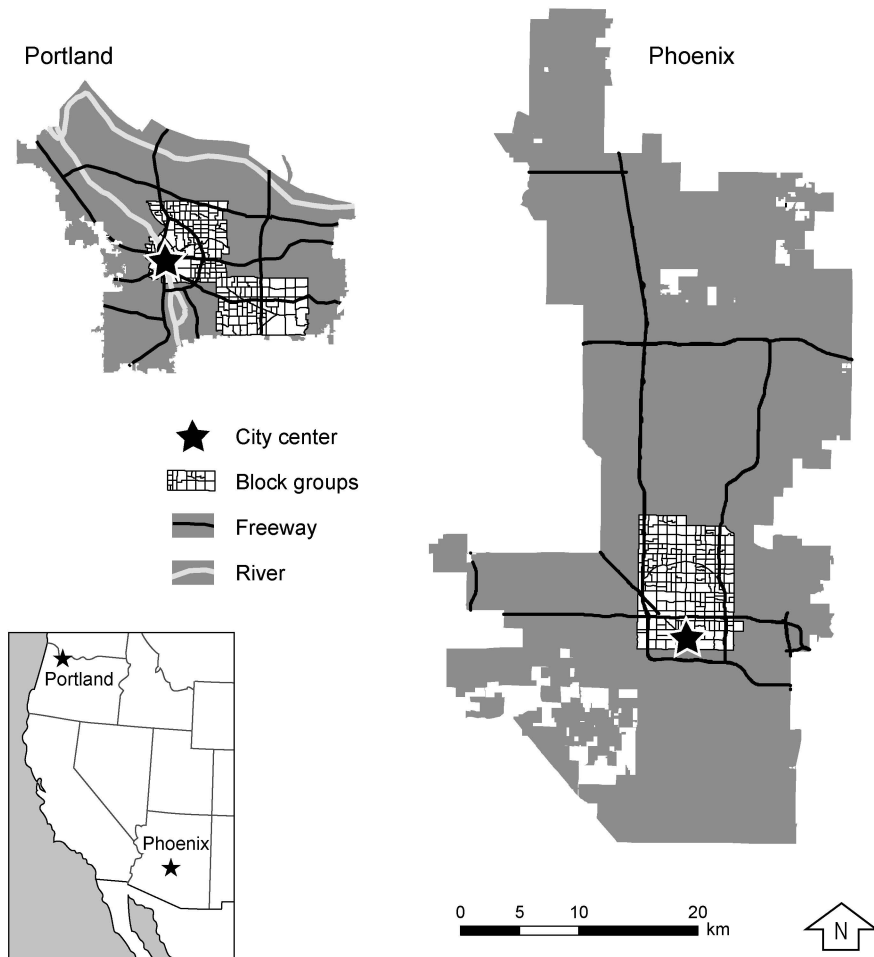 Portland
Phoenix
City center
Block groups
Freeway
River
Portland
Phoenix
0 5 10 20
km
N